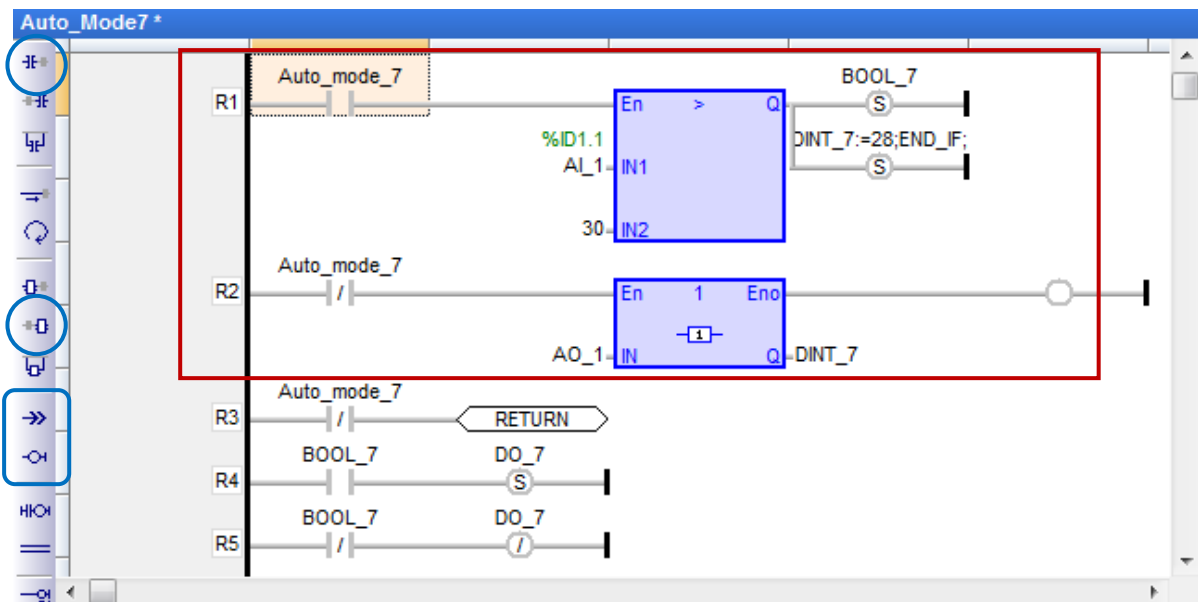 Auto_Mode7 *
Auto_mode_7
BOOL_7
R1
En > Q
S
%ID1.1
DINT_7:=28;END_IF;
AI_1
IN1
S
30
IN2
Auto_mode_7
R2
/
En 1 Eno
1
AO_1
IN
Q
DINT_7
Auto_mode_7
R3
/
RETURN
BOOL_7
DO_7
R4
S
BOOL_7
DO_7
R5
/
/